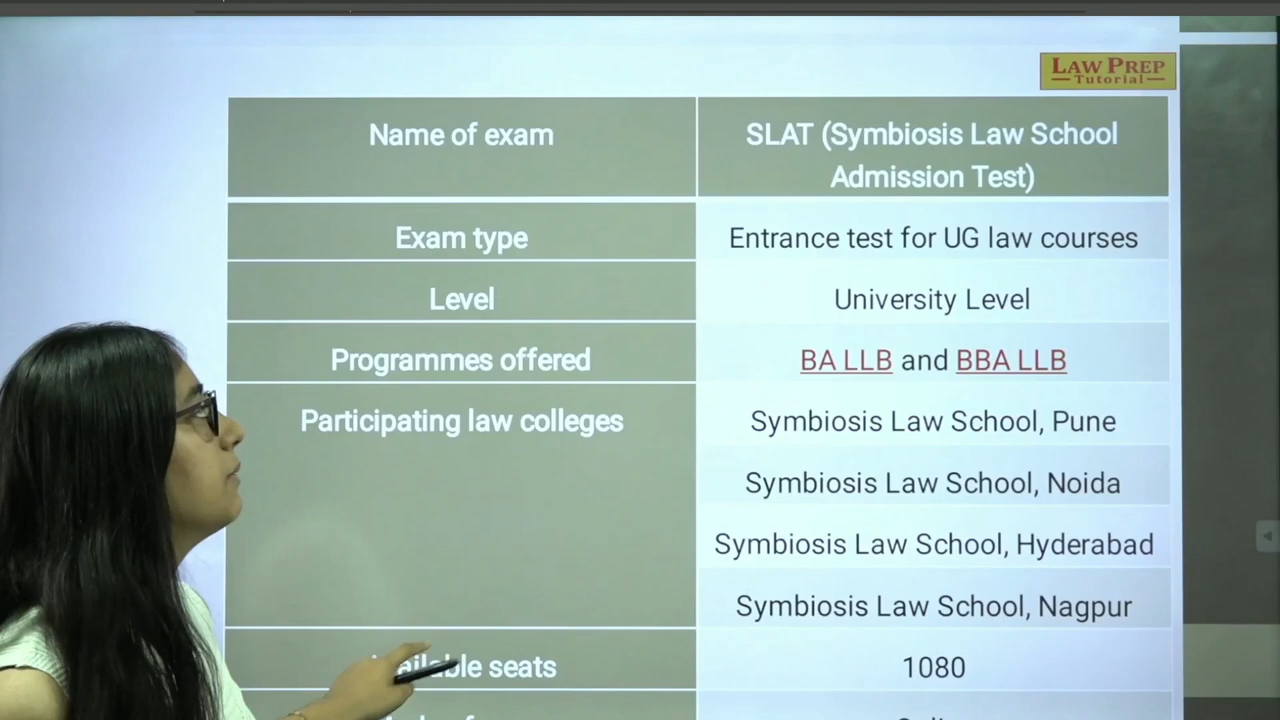 LAW PREP
Tutorial
Name of exam
SLAT (Symbiosis Law School
Admission Test)
Exam type
Entrance test for UG law courses
Level
University Level
Programmes offered
BA LLB and BBA LLB
Participating law colleges
Symbiosis Law School, Pune
Symbiosis Law School, Noida
Symbiosis Law School, Hyderabad
Symbiosis Law School, Nagpur
seats
1080